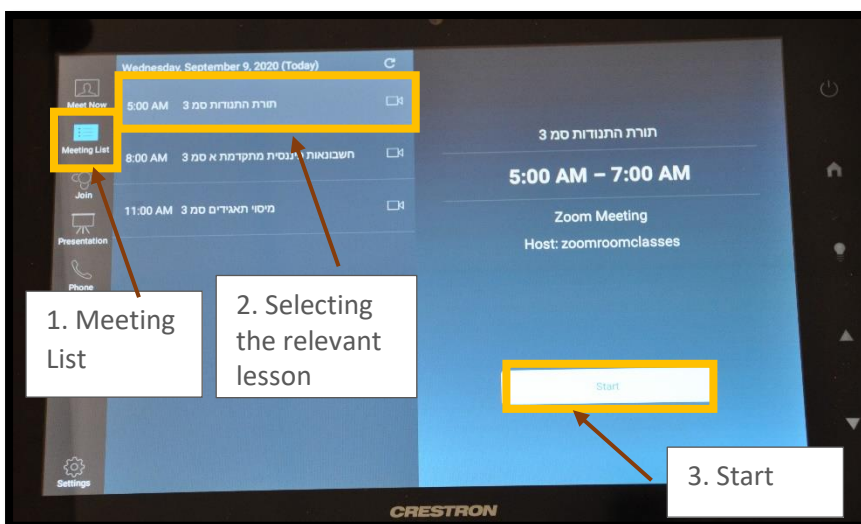 Wednesday, September 9, 2020 (Today)
Meet Now
5:00 AM תורת התנודות סמ 3
Meeting List
8:00 AM חשבונאות פיננסית מתקדמת א סמ 3
Join
11:00 AM מיסוי תאגידים סמ 3
Presentation
Phone
Settings
תורת התנודות סמ 3
5:00 AM – 7:00 AM
Zoom Meeting
Host: zoomroomclasses
Start
1. Meeting
List
2. Selecting
the relevant
lesson
3. Start
CRESTRON